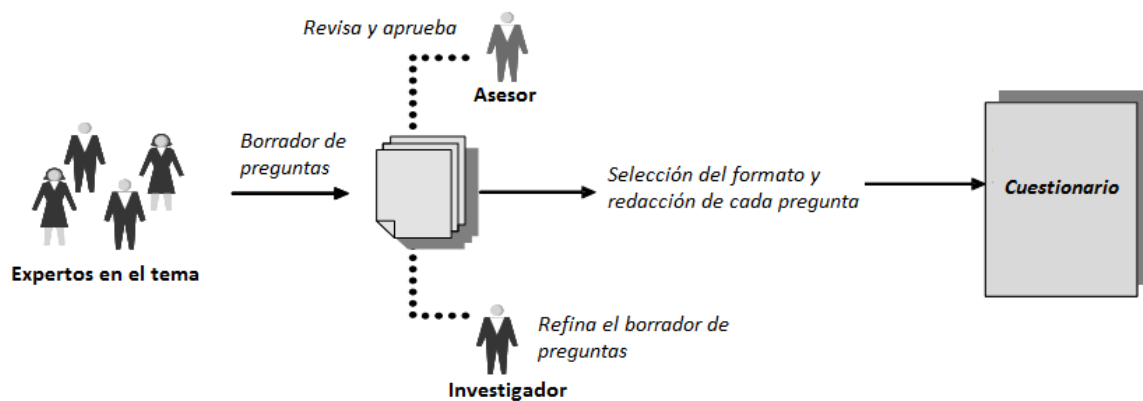 Revisa y aprueba
Asesor
Borrador de
preguntas
Expertos en el tema
Selección del formato y
redacción de cada pregunta
Cuestionario
Refina el borrador de
preguntas
Investigador